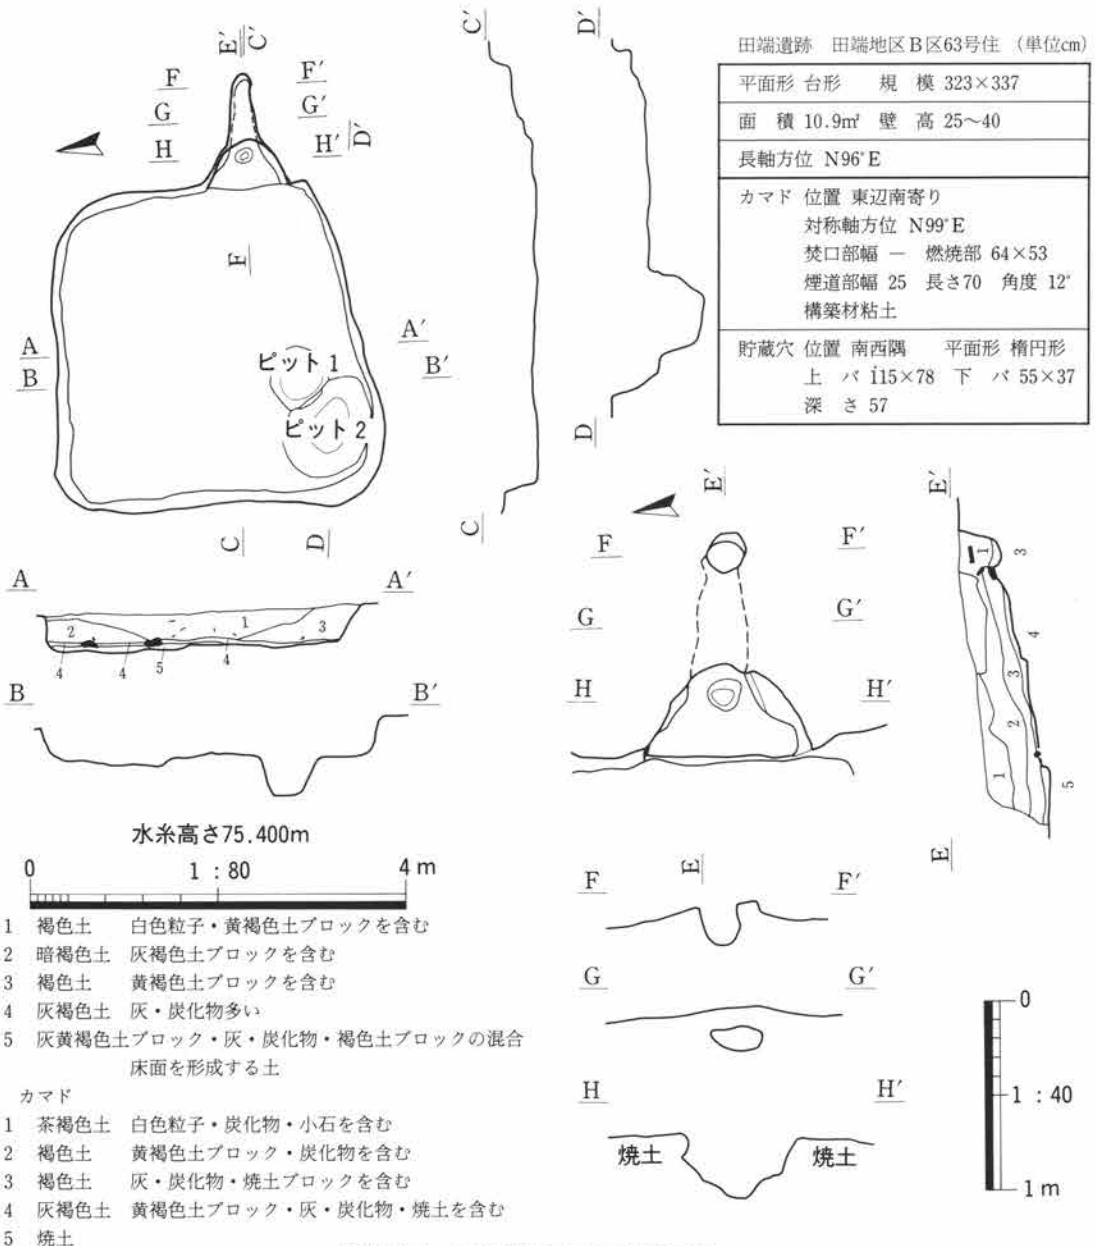 田端遺跡 田端地区B区63号住 (単位cm)
平面形 台形 規 模 323×337
面 積 10.9㎡ 壁 高 25~40
長軸方位 N96°E
カマド 位置 東辺南寄り
対称軸方位 N99°E
焚口部幅 — 燃焼部 64×53
煙道部幅 25 長さ70 角度 12°
構築材粘土
貯蔵穴 位置 南西隅 平面形 楕円形
上 バ 115×78 下 バ 55×37
深 さ 57
E′ C′
F F′
G G′
H H′ D′
E
A A′
B B′
ピット1
ピット2
C D
C′
C
D′
D
A A′
1
2
3
4
4
5
4
B B′
水糸高さ75.400m
0 1:80 4m
1 褐色土 白色粒子・黄褐色土ブロックを含む
2 暗褐色土 灰褐色土ブロックを含む
3 褐色土 黄褐色土ブロックを含む
4 灰褐色土 灰・炭化物多い
5 灰黄褐色土ブロック・灰・炭化物・褐色土ブロックの混合
床面を形成する土
カマド
1 茶褐色土 白色粒子・炭化物・小石を含む
2 褐色土 黄褐色土ブロック・炭化物を含む
3 褐色土 灰・炭化物・焼土ブロックを含む
4 灰褐色土 黄褐色土ブロック・灰・炭化物・焼土を含む
5 焼土
E′
F F′
G G′
H H′
E
E′
1
3
4
3
2
1
5
E
F F′
G G′
H H′
焼土 焼土
0
1:40
1m